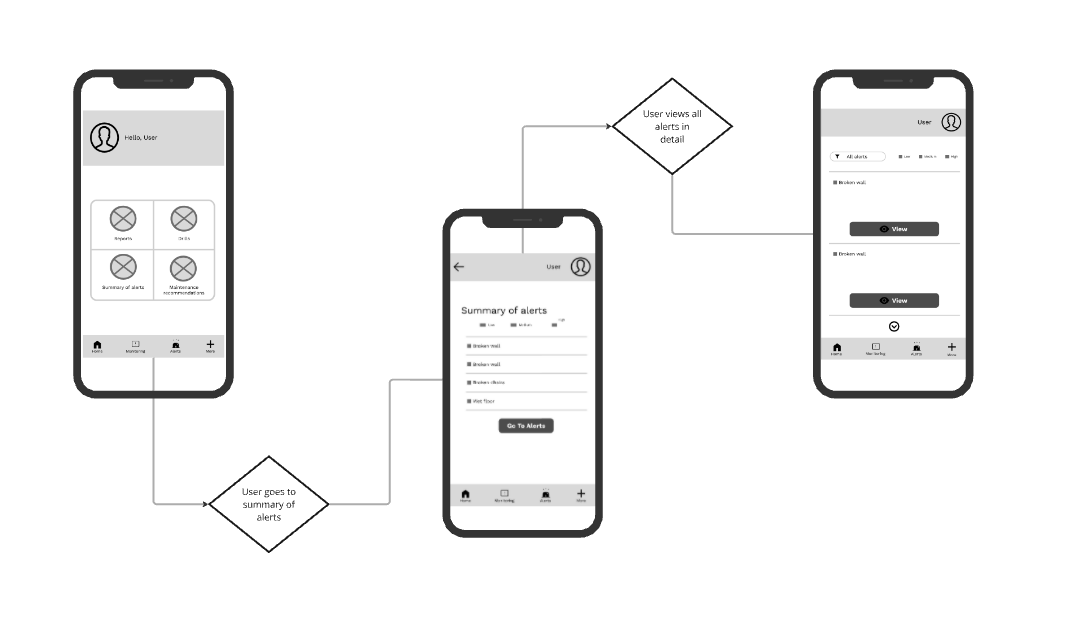 Hello, User
Reports
Drills
Summary of alerts
Maintenance
recommendations
Home
Monitoring
Alerts
More
User goes to
summary of
alerts
User
Summary of alerts
Low
Medium
High
Broken wall
Broken wall
Broken chairs
Wet floor
Go To Alerts
Home
Monitoring
Alerts
More
User views all
alerts in
detail
User
All alerts
Low
Medium
High
Broken wall
View
Broken wall
View
Home
Monitoring
Alerts
More